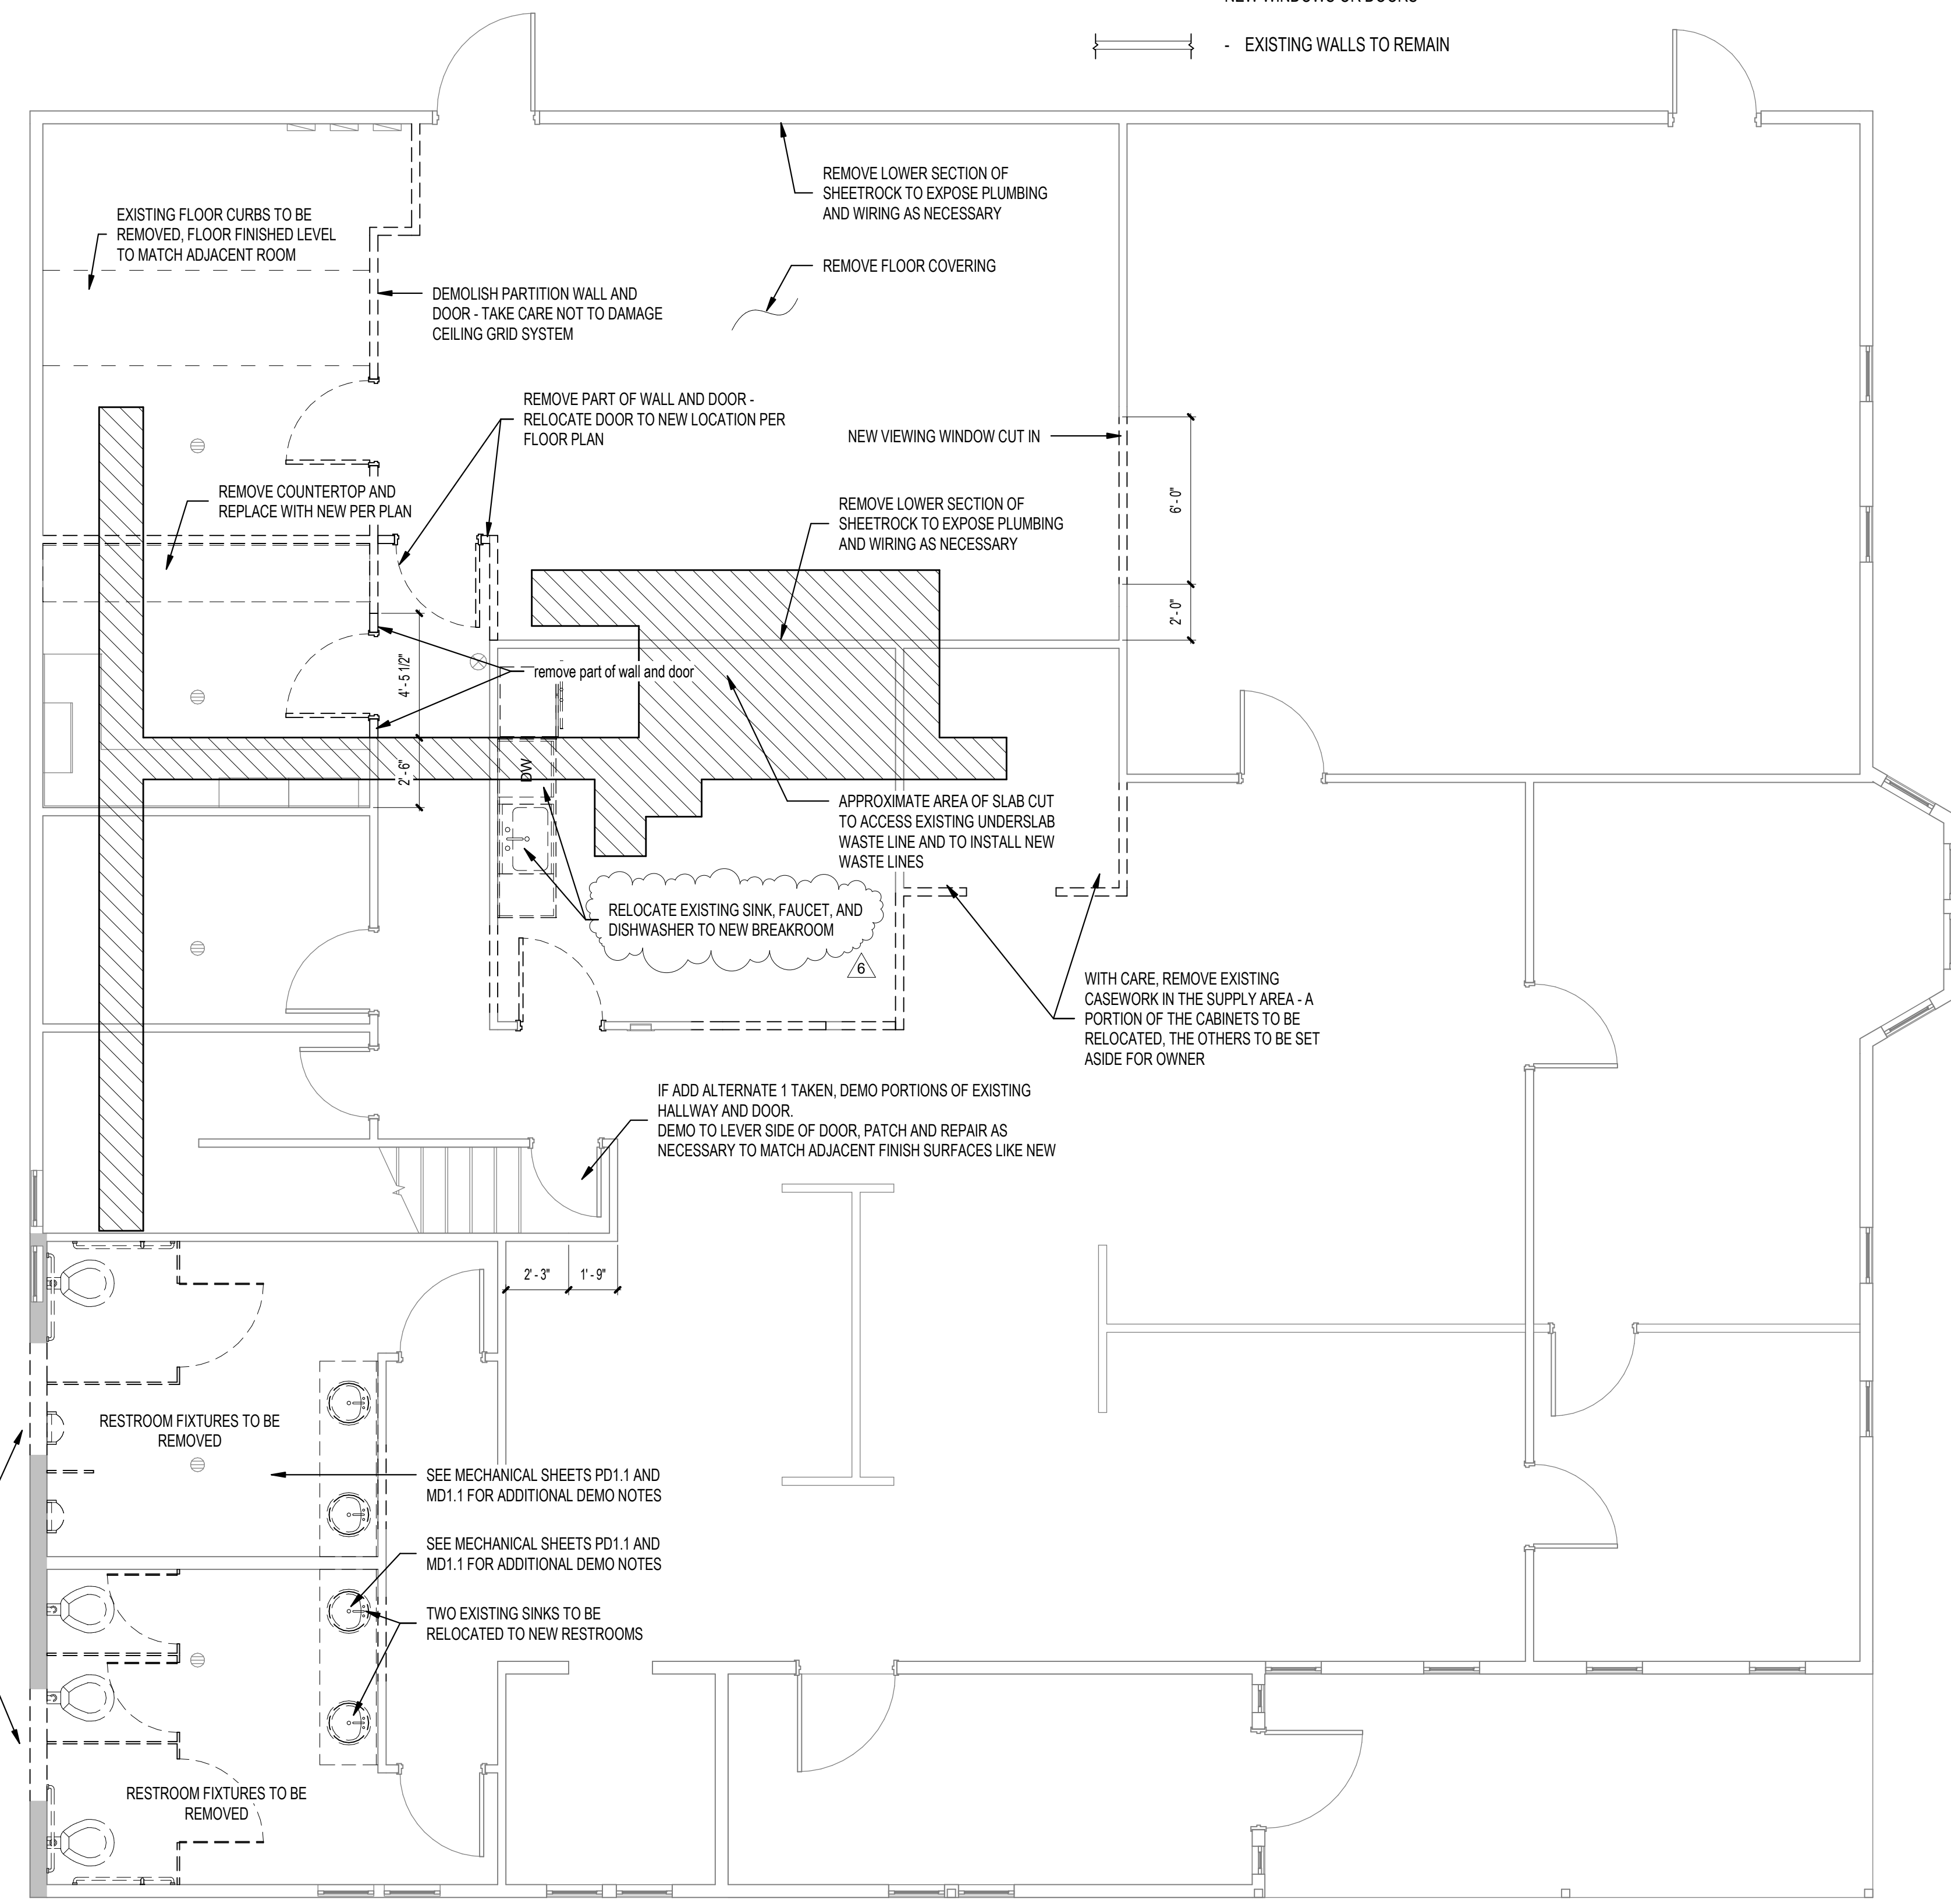 - EXISTING WALLS TO REMAIN
REMOVE LOWER SECTION OF
SHEETROCK TO EXPOSE PLUMBING
AND WIRING AS NECESSARY
EXISTING FLOOR CURBS TO BE
REMOVED, FLOOR FINISHED LEVEL
TO MATCH ADJACENT ROOM
REMOVE FLOOR COVERING
DEMOLISH PARTITION WALL AND
DOOR - TAKE CARE NOT TO DAMAGE
CEILING GRID SYSTEM
REMOVE PART OF WALL AND DOOR -
RELOCATE DOOR TO NEW LOCATION PER
FLOOR PLAN
NEW VIEWING WINDOW CUT IN
6' - 0"
REMOVE COUNTERTOP AND
REPLACE WITH NEW PER PLAN
REMOVE LOWER SECTION OF
SHEETROCK TO EXPOSE PLUMBING
AND WIRING AS NECESSARY
2' - 0"
4' - 5 1/2"
remove part of wall and door
2' - 6"
DW
APPROXIMATE AREA OF SLAB CUT
TO ACCESS EXISTING UNDERSLAB
WASTE LINE AND TO INSTALL NEW
WASTE LINES
RELOCATE EXISTING SINK, FAUCET, AND
DISHWASHER TO NEW BREAKROOM
6
WITH CARE, REMOVE EXISTING
CASEWORK IN THE SUPPLY AREA - A
PORTION OF THE CABINETS TO BE
RELOCATED, THE OTHERS TO BE SET
ASIDE FOR OWNER
IF ADD ALTERNATE 1 TAKEN, DEMO PORTIONS OF EXISTING
HALLWAY AND DOOR.
DEMO TO LEVER SIDE OF DOOR, PATCH AND REPAIR AS
NECESSARY TO MATCH ADJACENT FINISH SURFACES LIKE NEW
2' - 3"
1' - 9"
RESTROOM FIXTURES TO BE
REMOVED
SEE MECHANICAL SHEETS PD1.1 AND
MD1.1 FOR ADDITIONAL DEMO NOTES
SEE MECHANICAL SHEETS PD1.1 AND
MD1.1 FOR ADDITIONAL DEMO NOTES
TWO EXISTING SINKS TO BE
RELOCATED TO NEW RESTROOMS
RESTROOM FIXTURES TO BE
REMOVED